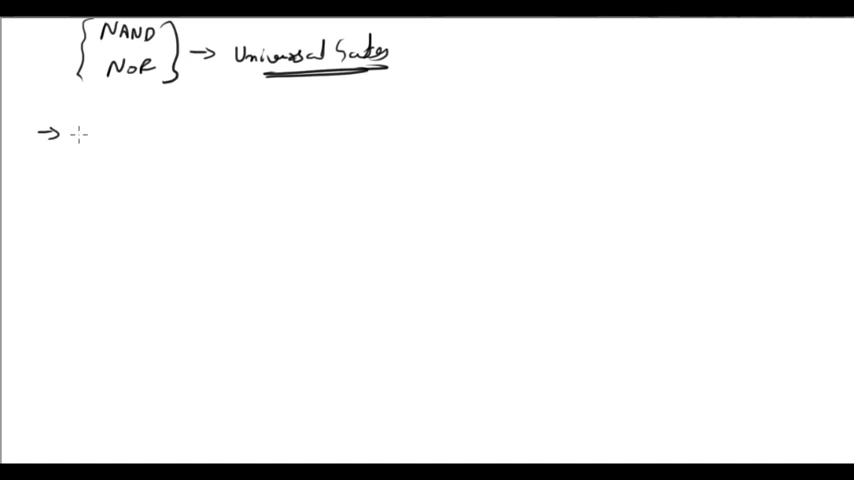 { NAND
NOR } → Universal Gates
→